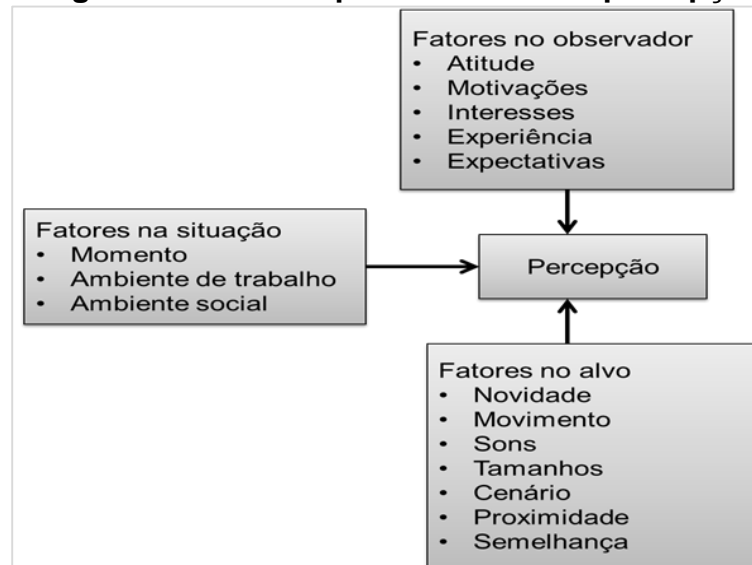 Fatores no observador
• Atitude
• Motivações
• Interesses
• Experiência
• Expectativas
Fatores na situação
• Momento
• Ambiente de trabalho
• Ambiente social
Percepção
Fatores no alvo
• Novidade
• Movimento
• Sons
• Tamanhos
• Cenário
• Proximidade
• Semelhança